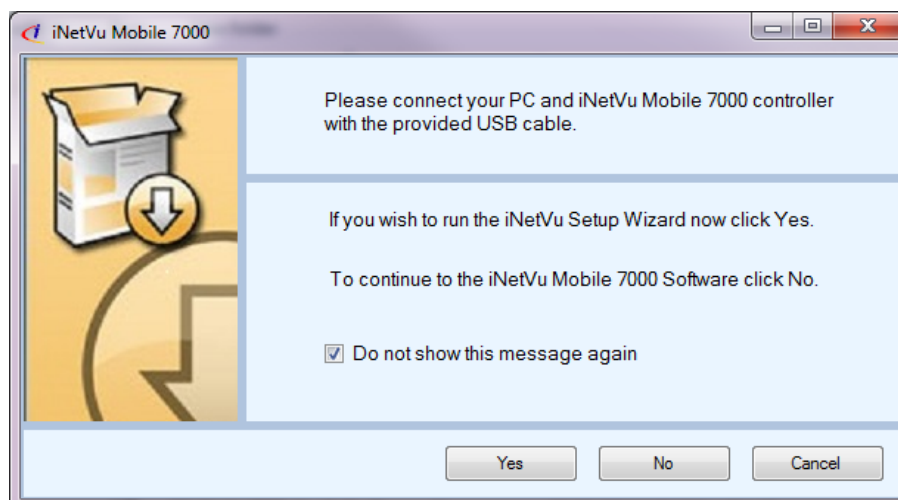 iNetVu Mobile 7000
Please connect your PC and iNetVu Mobile 7000 controller
with the provided USB cable.
If you wish to run the iNetVu Setup Wizard now click Yes.
To continue to the iNetVu Mobile 7000 Software click No.
Do not show this message again
Yes
No
Cancel